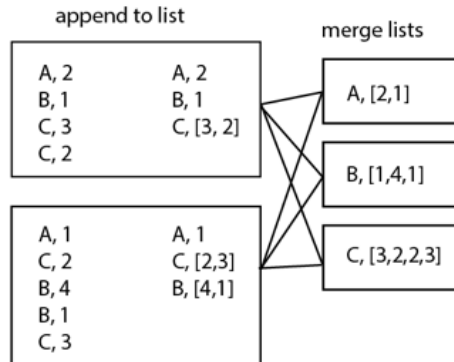 append to list
merge lists
A, 2
B, 1
C, 3
C, 2
A, 2
B, 1
C, [3, 2]
A, 1
C, 2
B, 4
B, 1
C, 3
A, 1
C, [2,3]
B, [4,1]
A, [2,1]
B, [1,4,1]
C, [3,2,2,3]